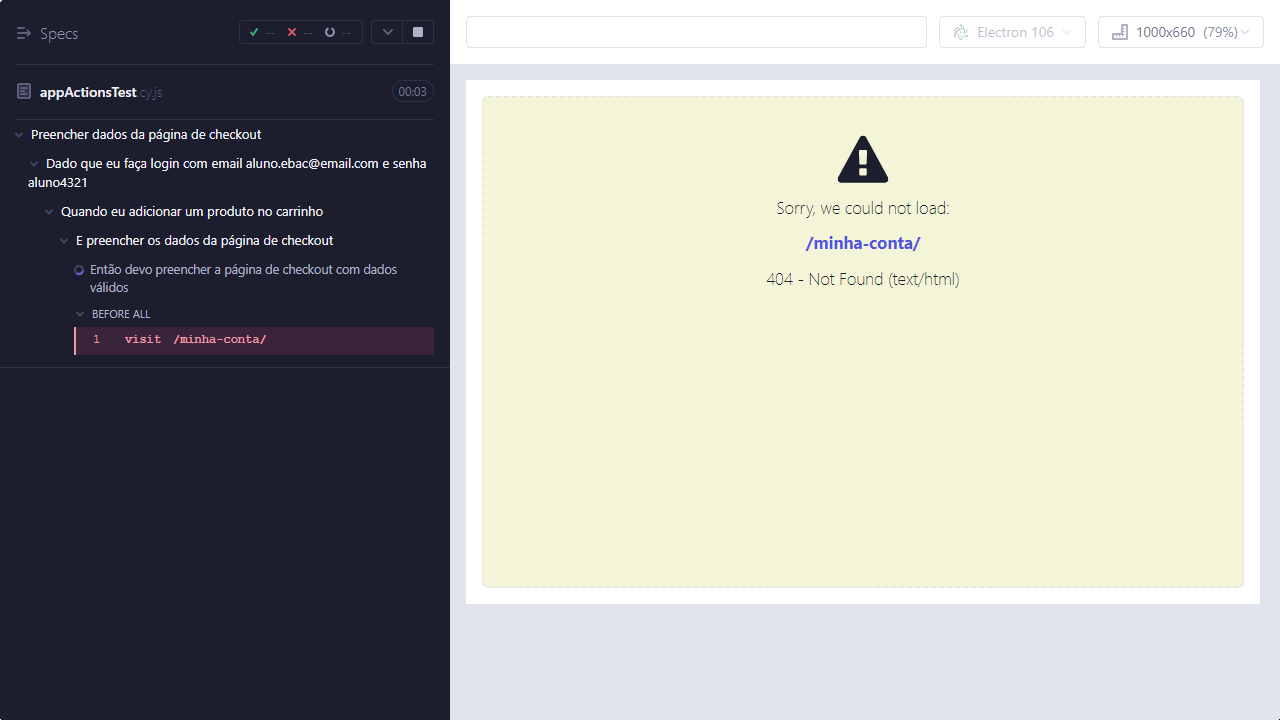 Specs
-- -- --
appActionsTest.cy.js 00:03
Preencher dados da página de checkout
Dado que eu faça login com email aluno.ebac@email.com e senha
aluno4321
Quando eu adicionar um produto no carrinho
E preencher os dados da página de checkout
Então devo preencher a página de checkout com dados
válidos
BEFORE ALL
1 visit /minha-conta/
Electron 106
1000x660 (79%)
Sorry, we could not load:
/minha-conta/
404 - Not Found (text/html)